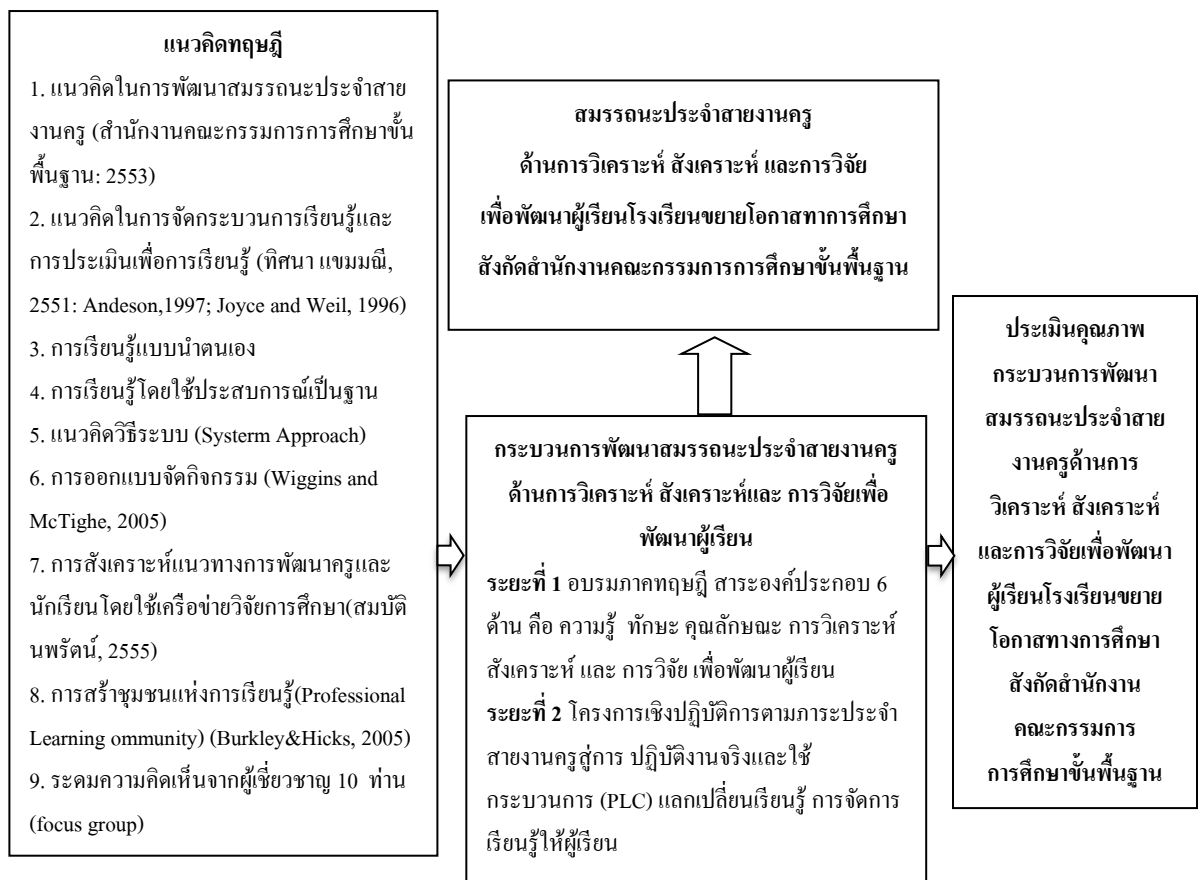 แนวคิดทฤษฎี
1. แนวคิดในการพัฒนาสมรรถนะประจำสาย
งานครู (สำนักงานคณะกรรมการการศึกษาขั้น
พื้นฐาน: 2553)
2. แนวคิดในการจัดกระบวนการเรียนรู้และ
การประเมินเพื่อการเรียนรู้ (ทิศนา แขมมณี,
2551: Andeson,1997; Joyce and Weil, 1996)
3. การเรียนรู้แบบนำตนเอง
4. การเรียนรู้โดยใช้ประสบการณ์เป็นฐาน
5. แนวคิดวิธีระบบ (Systerm Approach)
6. การออกแบบจัดกิจกรรม (Wiggins and
McTighe, 2005)
7. การสังเคราะห์แนวทางการพัฒนาครูและ
นักเรียนโดยใช้เครือข่ายวิจัยการศึกษา(สมบัติ
นพรัตน์, 2555)
8. การสร้าชุมชนแห่งการเรียนรู้(Professional
Learning ommunity) (Burkley&Hicks, 2005)
9. ระดมความคิดเห็นจากผู้เชี่ยวชาญ 10 ท่าน
(focus group)
สมรรถนะประจำสายงานครู
ด้านการวิเคราะห์ สังเคราะห์ และการวิจัย
เพื่อพัฒนาผู้เรียนโรงเรียนขยายโอกาสทาการศึกษา
สังกัดสำนักงานคณะกรรมการการศึกษาขั้นพื้นฐาน
กระบวนการพัฒนาสมรรถนะประจำสายงานครู
ด้านการวิเคราะห์ สังเคราะห์และ การวิจัยเพื่อ
พัฒนาผู้เรียน
ระยะที่ 1 อบรมภาคทฤษฎี สาระองค์ประกอบ 6
ด้าน คือ ความรู้ ทักษะ คุณลักษณะ การวิเคราะห์
สังเคราะห์ และ การวิจัย เพื่อพัฒนาผู้เรียน
ระยะที่ 2 โครงการเชิงปฏิบัติการตามภาระประจำ
สายงานครูสู่การ ปฏิบัติงานจริงและใช้
กระบวนการ (PLC) แลกเปลี่ยนเรียนรู้ การจัดการ
เรียนรู้ให้ผู้เรียน
ประเมินคุณภาพ
กระบวนการพัฒนา
สมรรถนะประจำสาย
งานครูด้านการ
วิเคราะห์ สังเคราะห์
และการวิจัยเพื่อพัฒนา
ผู้เรียนโรงเรียนขยาย
โอกาสทางการศึกษา
สังกัดสำนักงาน
คณะกรรมการ
การศึกษาขั้นพื้นฐาน